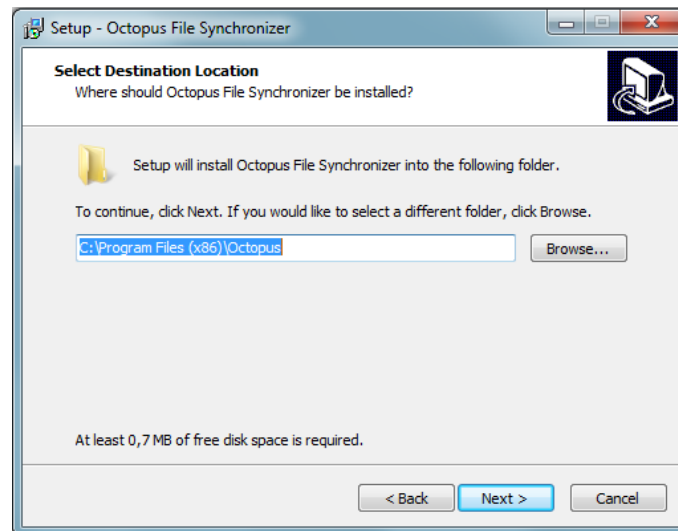 Setup - Octopus File Synchronizer
Select Destination Location
Where should Octopus File Synchronizer be installed?
Setup will install Octopus File Synchronizer into the following folder.
To continue, click Next. If you would like to select a different folder, click Browse.
C:\Program Files (x86)\Octopus
Browse...
At least 0,7 MB of free disk space is required.
< Back
Next >
Cancel